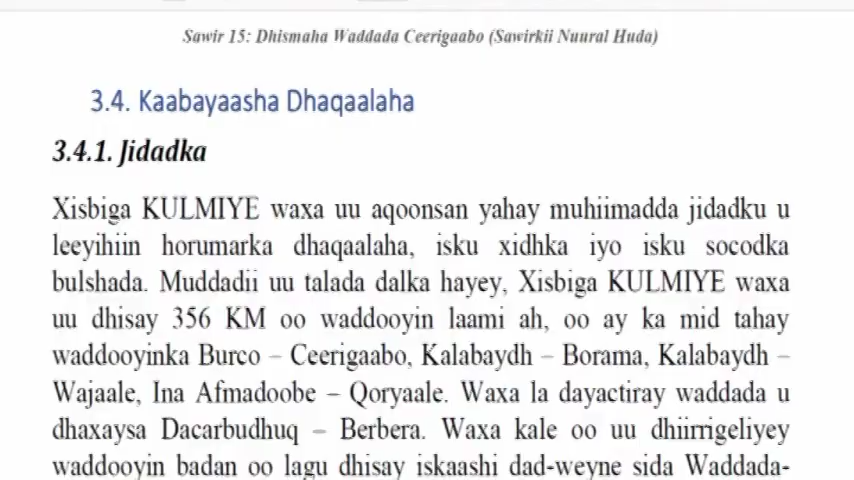 Sawir 15: Dhismaha Waddada Ceerigaabo (Sawirkii Nuural Huda)
3.4. Kaabayaasha Dhaqaalaha
3.4.1. Jidadka
Xisbiga KULMIYE waxa uu aqoonsan yahay muhiimadda jidadku u
leeyihiin horumarka dhaqaalaha, isku xidhka iyo isku socodka
bulshada. Muddadii uu talada dalka hayey, Xisbiga KULMIYE waxa
uu dhisay 356 KM oo waddooyin laami ah, oo ay ka mid tahay
waddooyinka Burco – Ceerigaabo, Kalabaydh – Borama, Kalabaydh –
Wajaale, Ina Afmadoobe – Qoryaale. Waxa la dayactiray waddada u
dhaxaysa Dacarbudhuq – Berbera. Waxa kale oo uu dhiirrigeliyey
waddooyin badan oo lagu dhisay iskaashi dad-weyne sida Waddada-